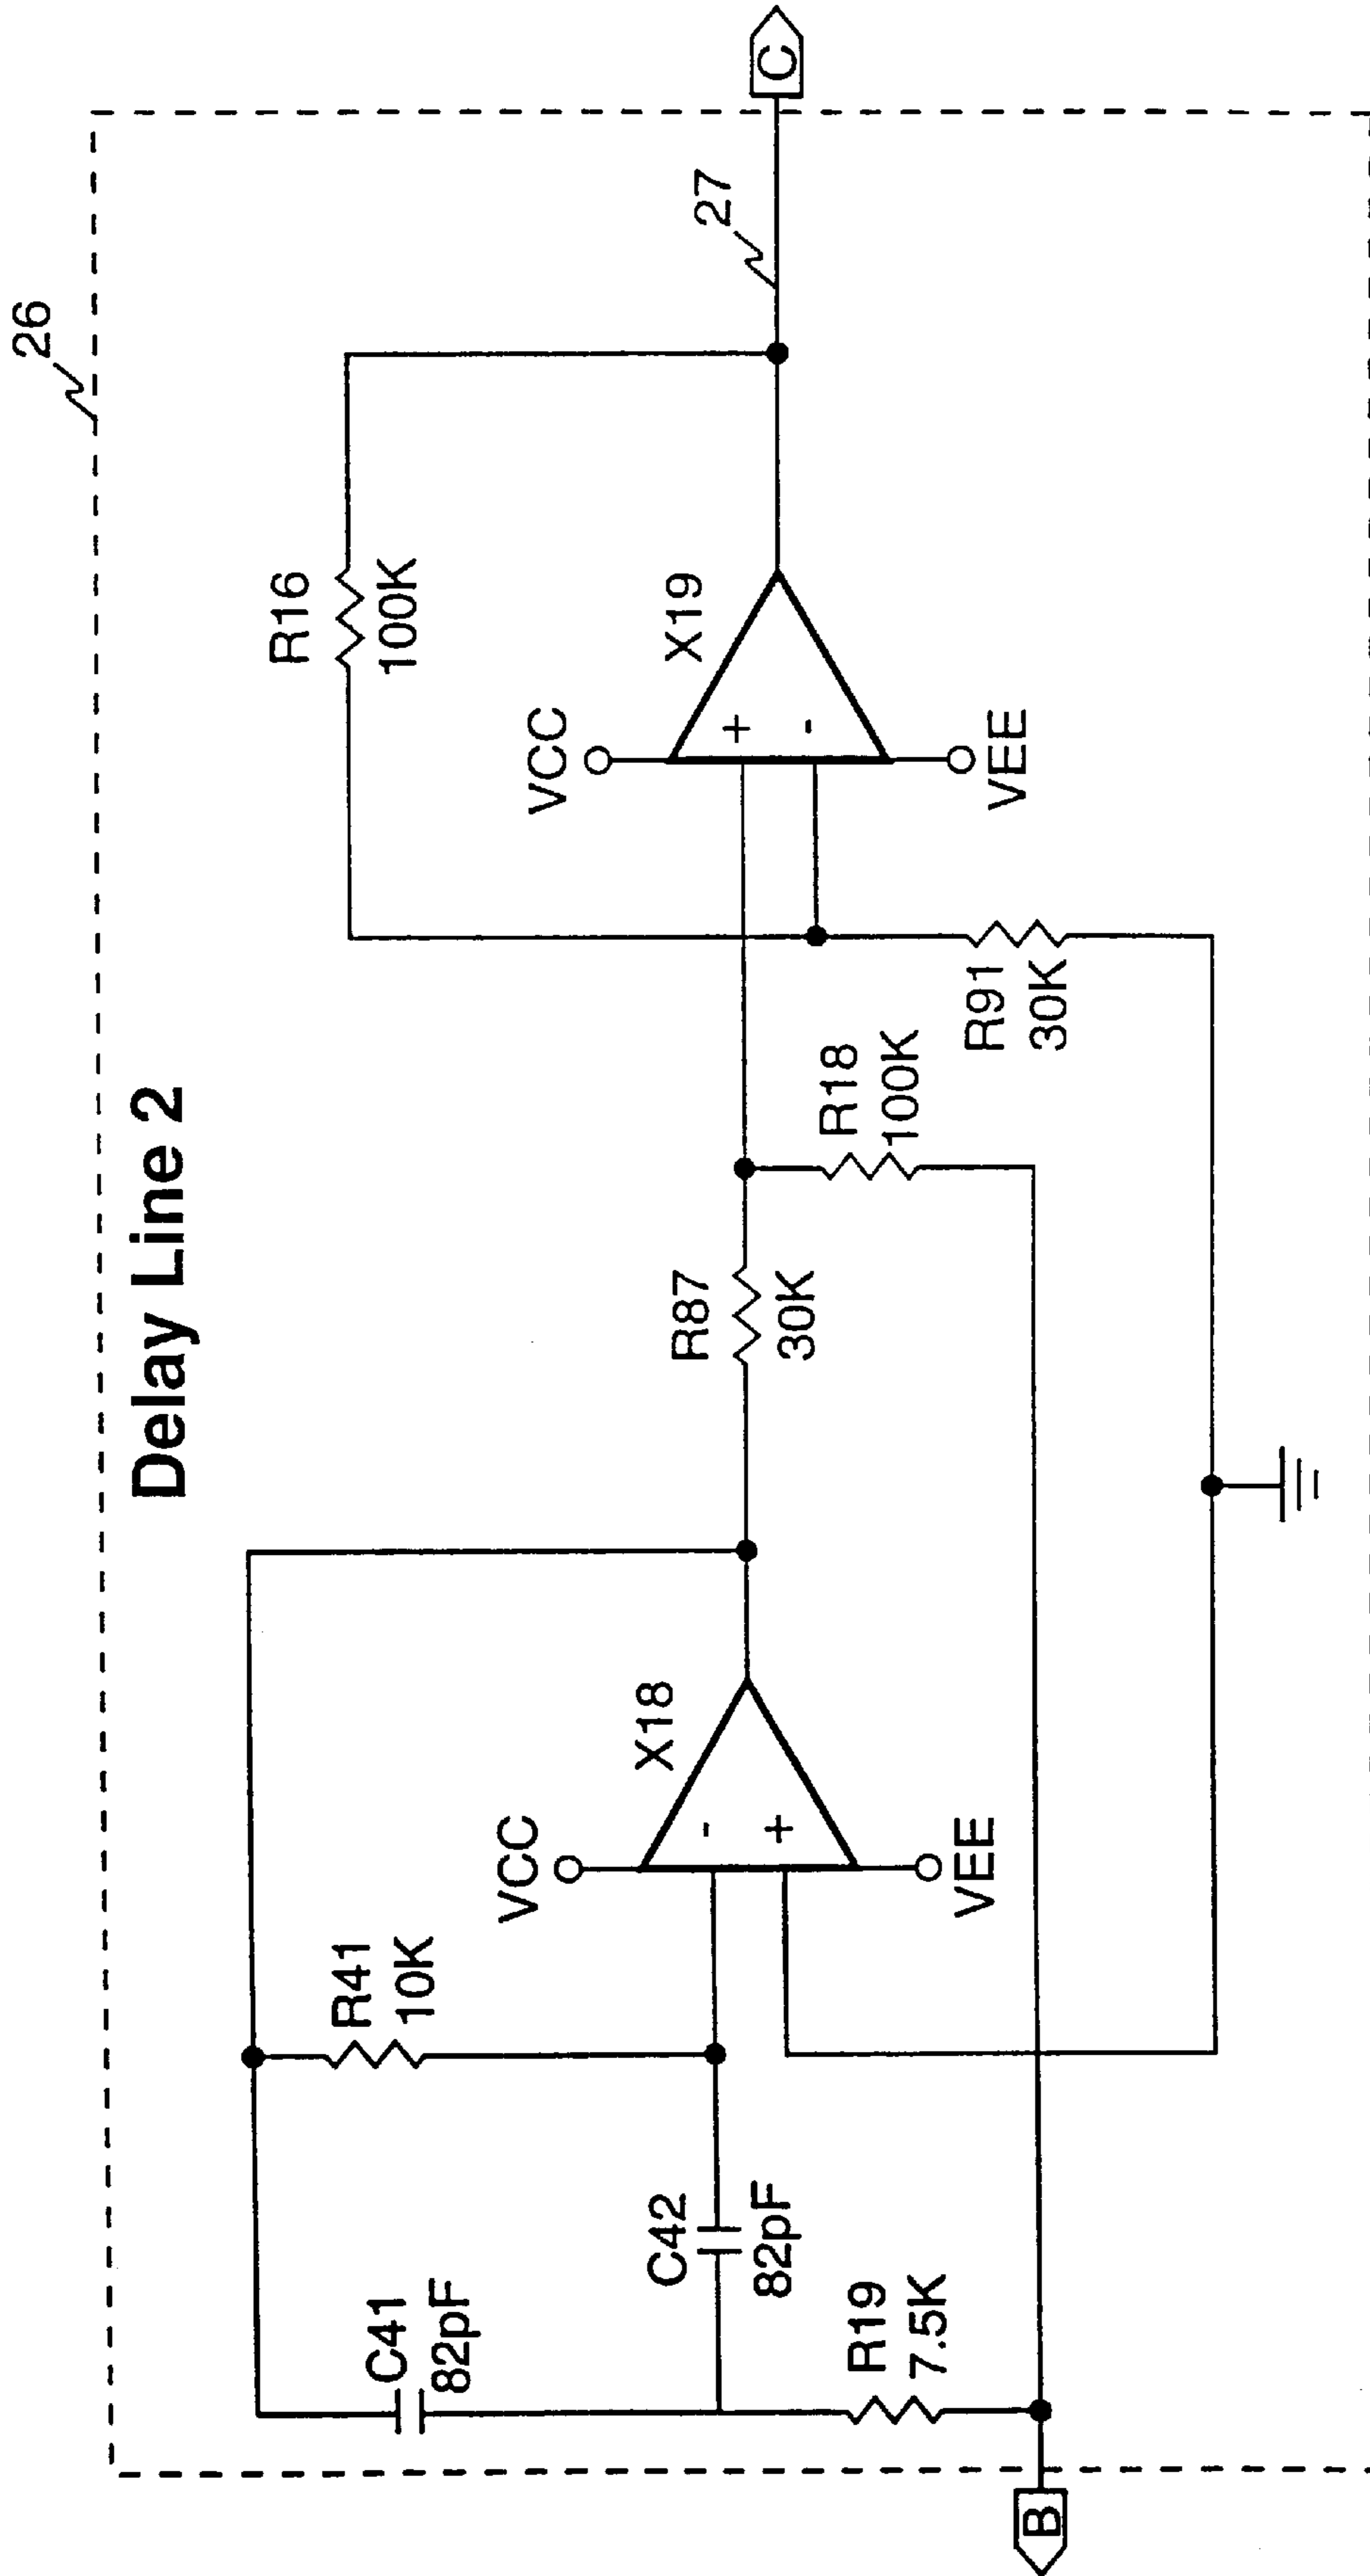 26
Delay Line 2
C41
82pF
R41
10K
C42
82pF
R19
7.5K
B
VCC
X18
-
+
VEE
R87
30K
R18
100K
R16
100K
VCC
X19
+
-
VEE
R91
30K
27
C